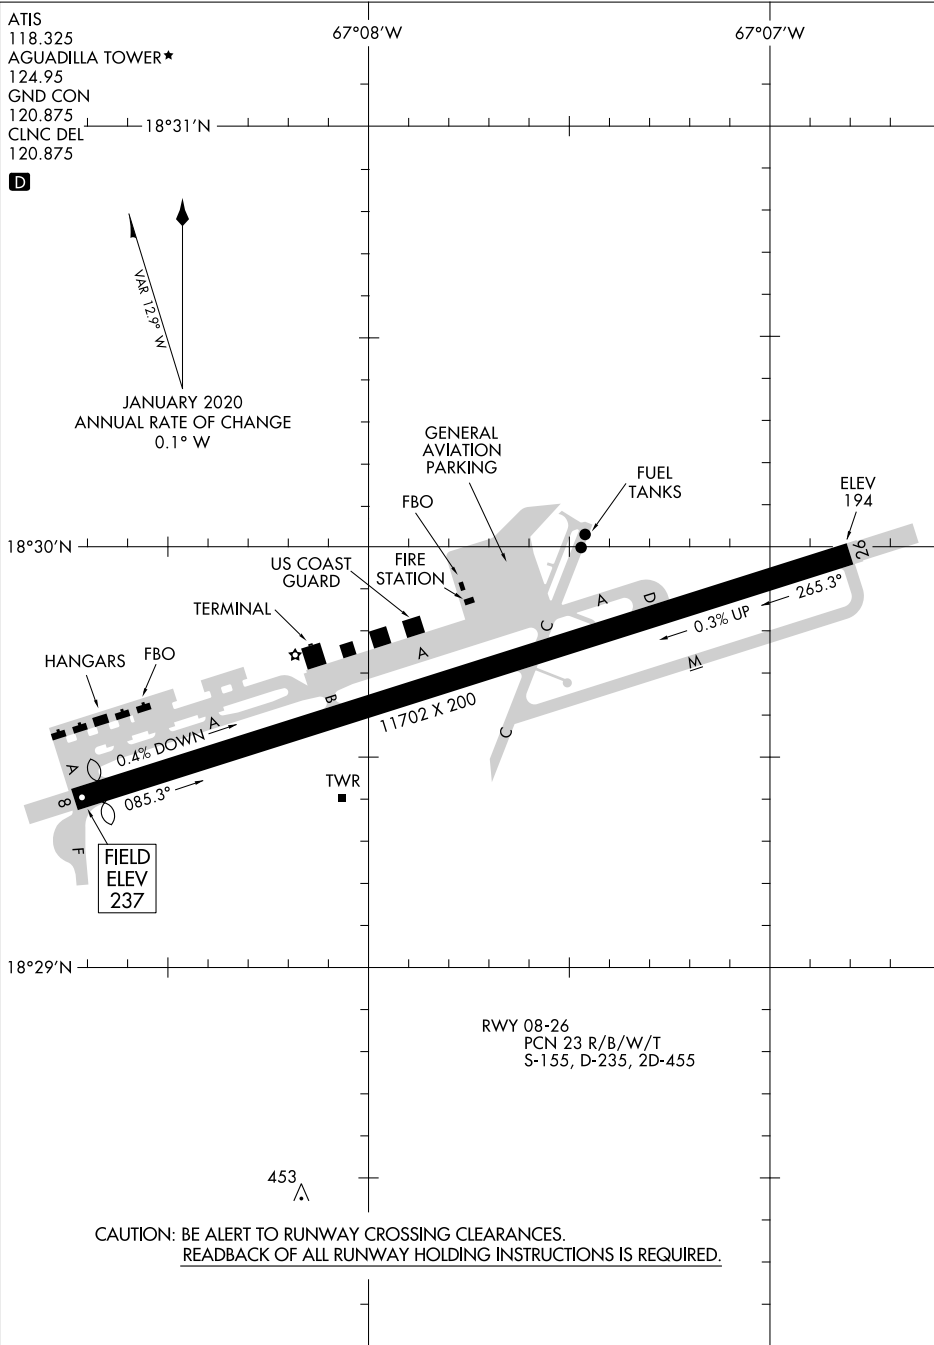 ATIS
118.325
AGUADILLA TOWER★
124.95
GND CON
120.875
CLNC DEL
120.875
D
67°08'W
67°07'W
18°31'N
VAR 12.9° W
JANUARY 2020
ANNUAL RATE OF CHANGE
0.1° W
GENERAL
AVIATION
PARKING
FUEL
TANKS
FBO
ELEV
194
18°30'N
US COAST
GUARD
FIRE
STATION
TERMINAL
HANGARS
FBO
26
A
D
C
265.3°
0.3% UP
A
M
B
11702 X 200
A
0.4% DOWN
C
A
085.3°
8
TWR
F
FIELD
ELEV
237
18°29'N
RWY 08-26
PCN 23 R/B/W/T
S-155, D-235, 2D-455
453
CAUTION: BE ALERT TO RUNWAY CROSSING CLEARANCES.
READBACK OF ALL RUNWAY HOLDING INSTRUCTIONS IS REQUIRED.